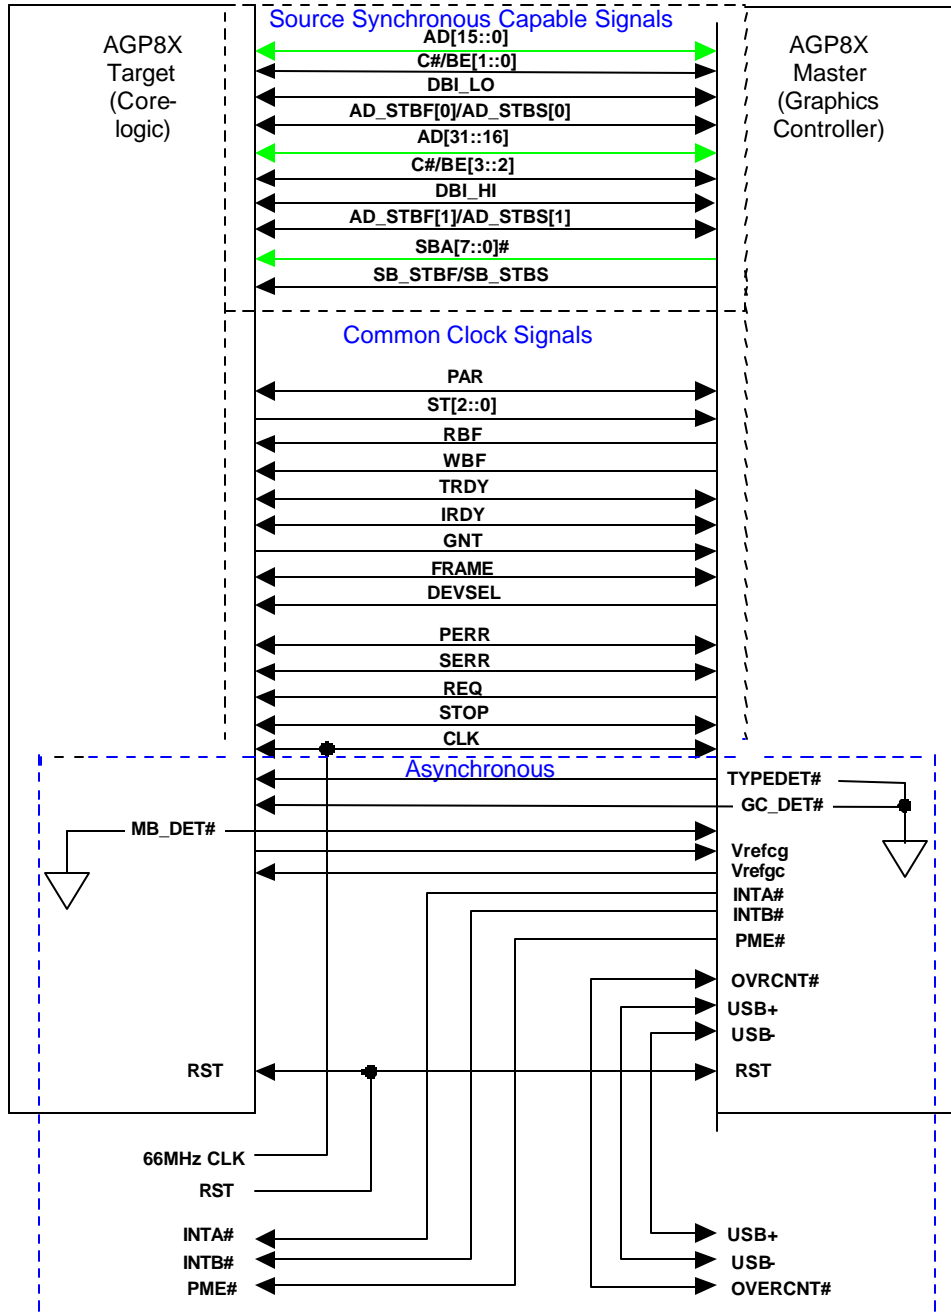 Source Synchronous Capable Signals
AGP8X
Target
(Core-
logic)
AGP8X
Master
(Graphics
Controller)
AD[15::0]
C#/BE[1::0]
DBI_LO
AD_STBF[0]/AD_STBS[0]
AD[31::16]
C#/BE[3::2]
DBI_HI
AD_STBF[1]/AD_STBS[1]
SBA[7::0]#
SB_STBF/SB_STBS
Common Clock Signals
PAR
ST[2::0]
RBF
WBF
TRDY
IRDY
GNT
FRAME
DEVSEL
PERR
SERR
REQ
STOP
CLK
Asynchronous
TYPEDET#
GC_DET#
MB_DET#
Vrefcg
Vrefgc
INTA#
INTB#
PME#
OVRCNT#
USB+
USB-
RST
RST
66MHz CLK
RST
INTA#
INTB#
PME#
USB+
USB-
OVERCNT#